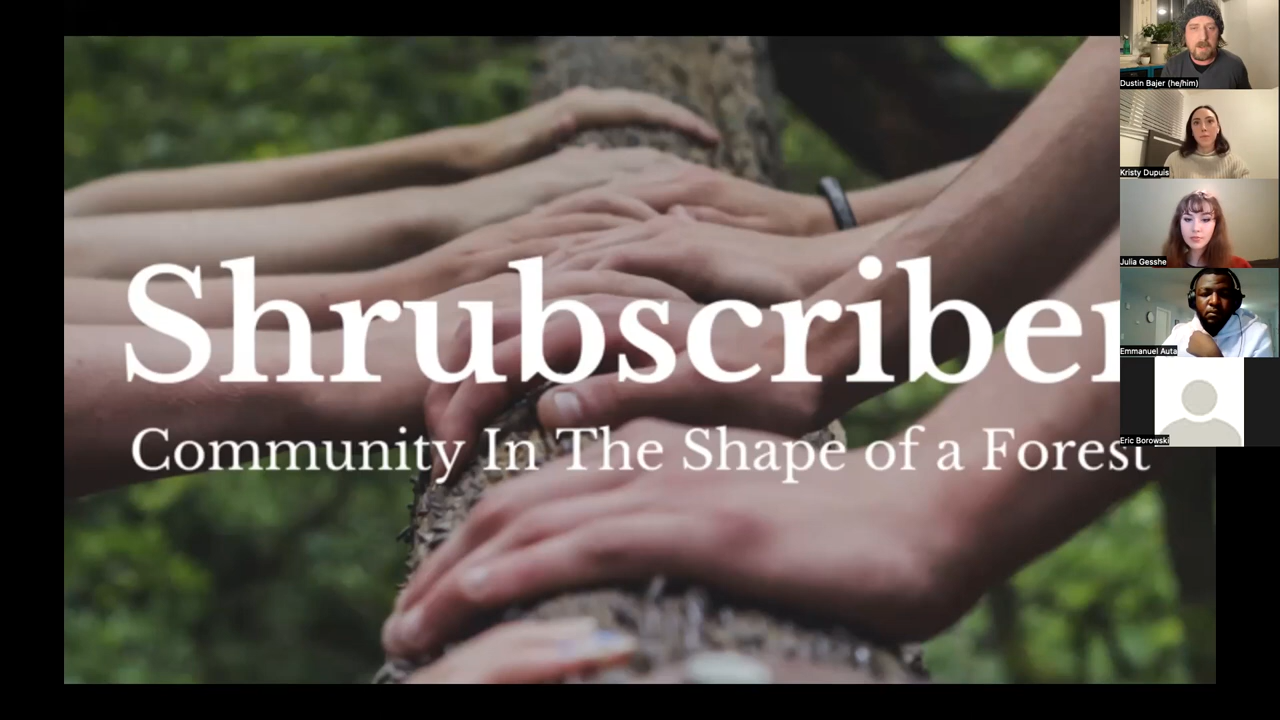 Shrubscriber
Community In The Shape of a Forest
Dustin Bajer (he/him)
Kristy Dupuis
Julia Gesshe
Emmanuel Auta
Eric Borowski